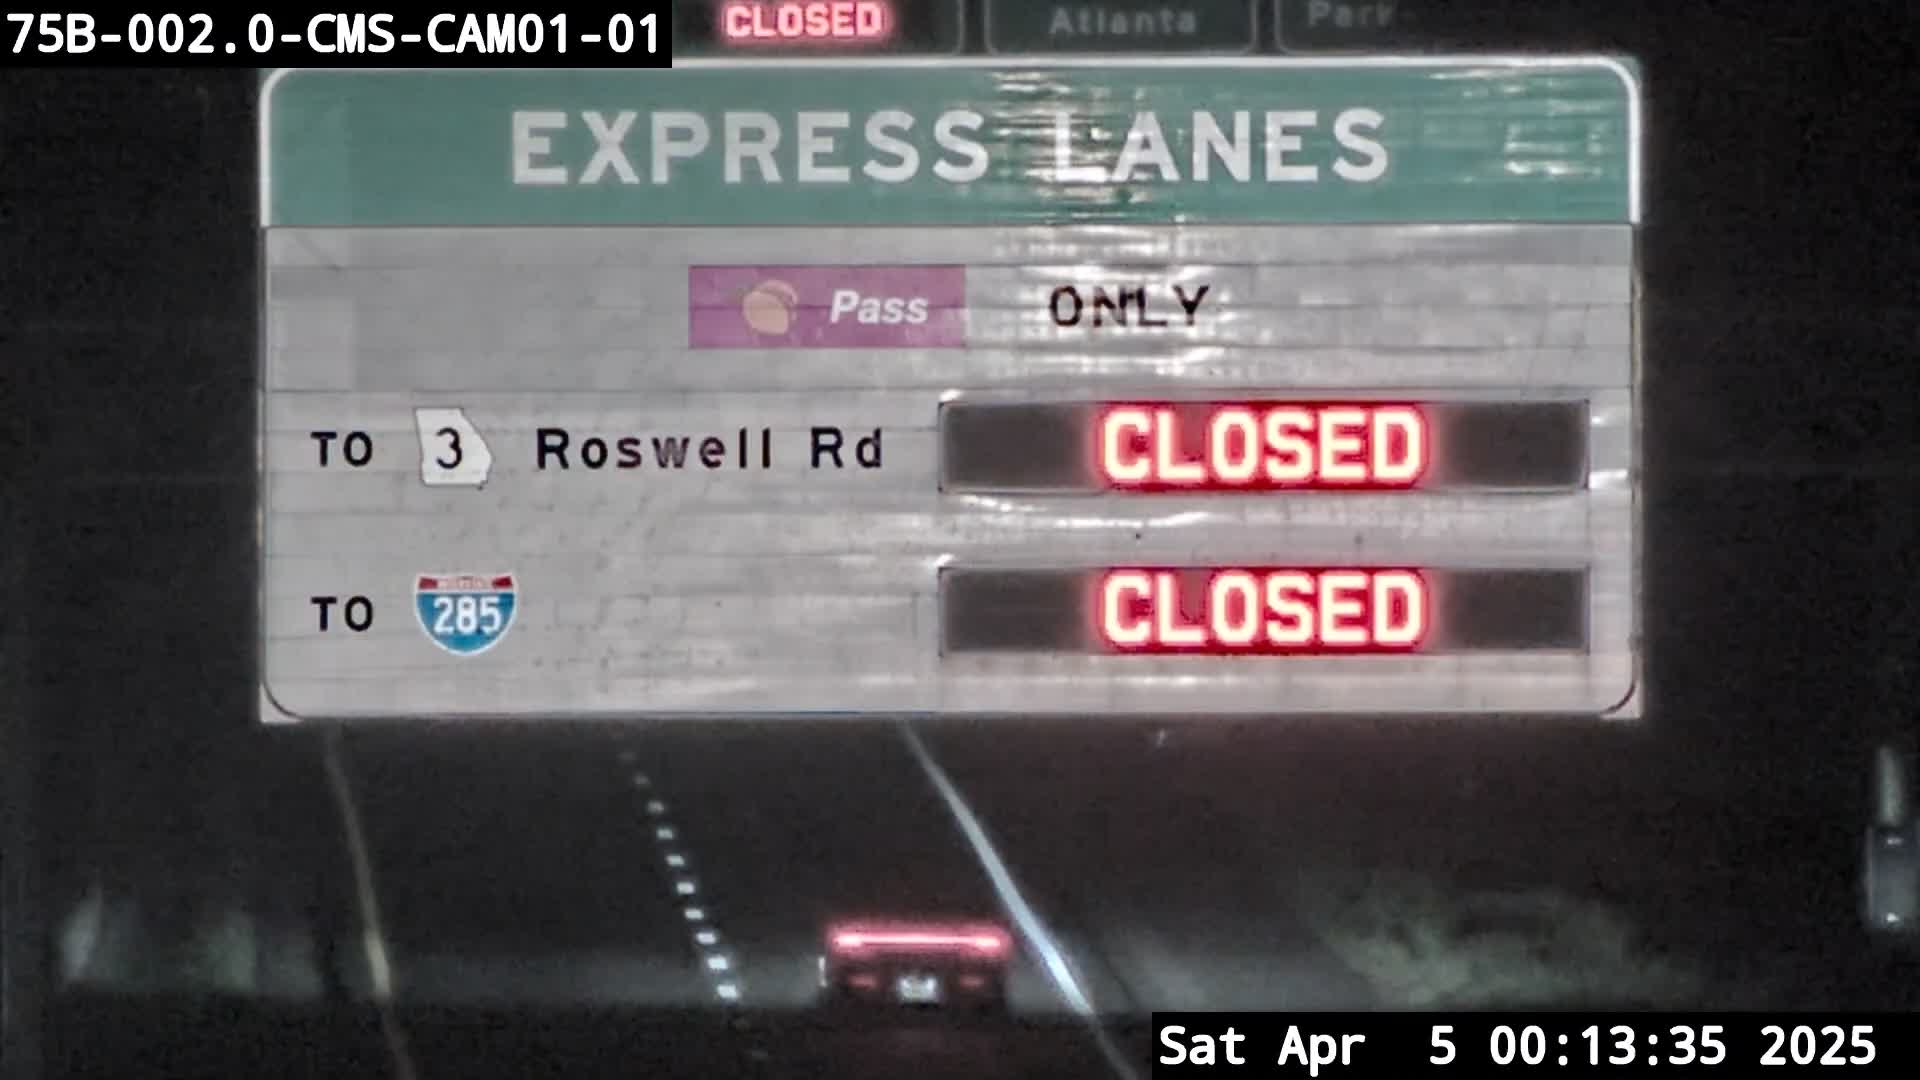 75B-002.0-CMS-CAM01-01
CLOSED
Atlanta
Park
EXPRESS LANES
Pass ONLY
TO 3 Roswell Rd CLOSED
TO 285 CLOSED
Sat Apr 5 00:13:35 2025